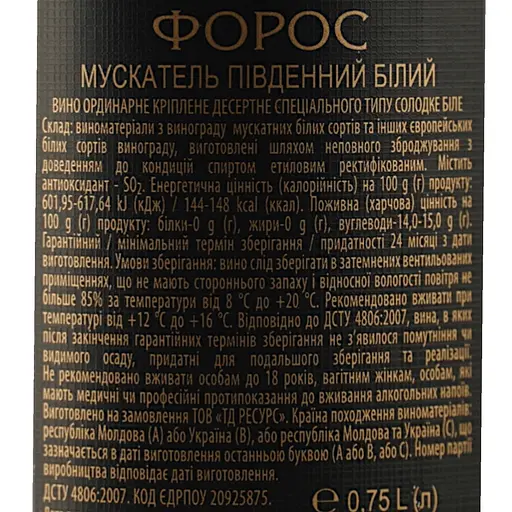 ФОРОС
МУСКАТЕЛЬ ПІВДЕННИЙ БІЛИЙ
ВИНО ОРДИНАРНЕ КРІПЛЕНЕ ДЕСЕРТНЕ СПЕЦІАЛЬНОГО ТИПУ СОЛОДКЕ БІЛЕ
Склад: виноматеріали з винограду мускатних білих сортів та інших європейських
білих сортів винограду, виготовлені шляхом неповного зброджування з
доведенням до кондицій спиртом етиловим ректифікованим. Містить
антиоксидант - SO₂. Енергетична цінність (калорійність) на 100 g (г) продукту:
601,95-617,64 kJ (кДж) / 144-148 kcal (ккал). Поживна (харчова) цінність на
100 g (г) продукту: білки-0 g (г), жири-0 g (г), вуглеводи-14,0-15,0 g (г).
Гарантійний / мінімальний термін зберігання / придатності 24 місяці з дати
виготовлення. Умови зберігання: вино слід зберігати в затемнених вентильованих
приміщеннях, що не мають стороннього запаху і відносної вологості повітря не
більше 85% за температури від 8 °С до +20 °С. Рекомендовано вживати при
температурі від +12 °С до +16 °С. Відповідно до ДСТУ 4806:2007, вина, в яких
після закінчення гарантійних термінів зберігання не з'явилося помутніння чи
видимого осаду, придатні для подальшого зберігання та реалізації.
Не рекомендовано вживати особам до 18 років, вагітним жінкам, особам, які
мають медичні чи професійні протипоказання до вживання алкогольних напоїв.
Виготовлено на замовлення ТОВ «ТД РЕСУРС». Країна походження виноматеріалів:
республіка Молдова (А) або Україна (В), або республіка Молдова та Україна (С), що
зазначається в даті виготовлення останньою буквою (А або В, або С). Номер партії
виробництва відповідає даті виготовлення.
ДСТУ 4806:2007. КОД ЄДРПОУ 20925875. ℮ 0,75 L (л)